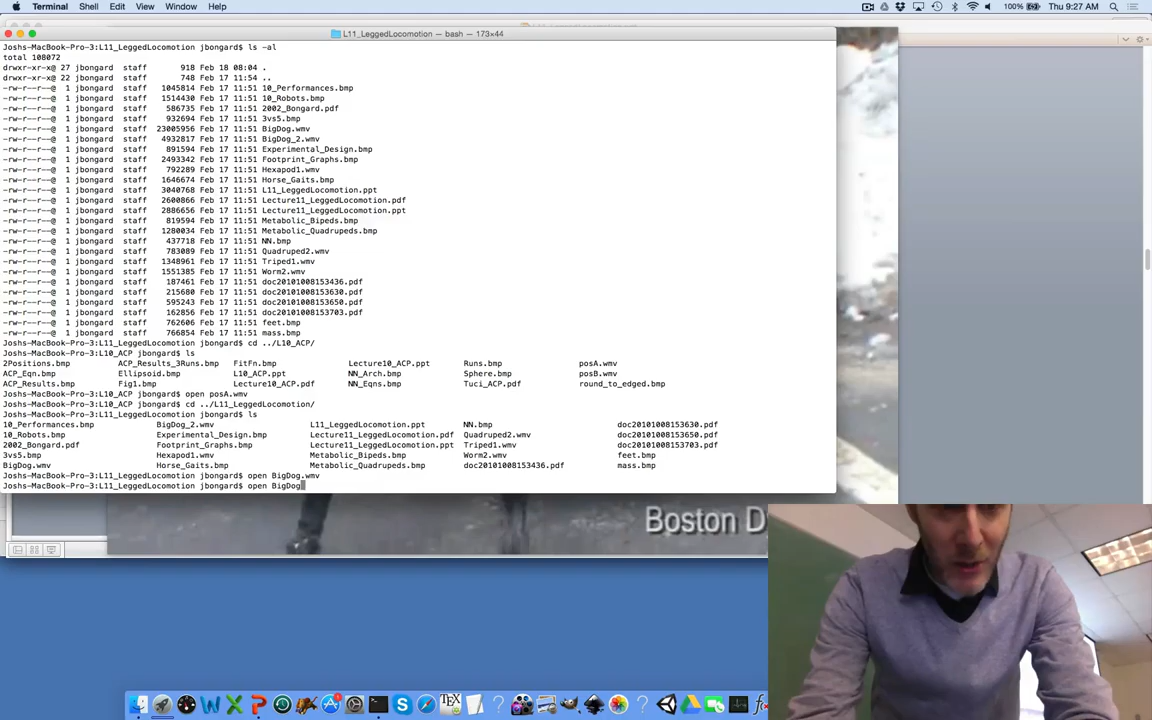 Terminal Shell Edit View Window Help 100% Thu 9:27 AM
L11_LeggedLocomotion — bash — 173×44
Joshs-MacBook-Pro-3:L11_LeggedLocomotion jbongard$ ls -al
total 108072
drwxr-xr-x@ 27 jbongard staff 918 Feb 18 08:04 .
drwxr-xr-x@ 22 jbongard staff 748 Feb 17 11:54 ..
-rw-r--r--@ 1 jbongard staff 1045814 Feb 17 11:51 10_Performances.bmp
-rw-r--r--@ 1 jbongard staff 1514430 Feb 17 11:51 10_Robots.bmp
-rw-r--r--@ 1 jbongard staff 586735 Feb 17 11:51 2002_Bongard.pdf
-rw-r--r--@ 1 jbongard staff 932694 Feb 17 11:51 3vs5.bmp
-rw-r--r--@ 1 jbongard staff 23005956 Feb 17 11:51 BigDog.wmv
-rw-r--r--@ 1 jbongard staff 4932817 Feb 17 11:51 BigDog_2.wmv
-rw-r--r--@ 1 jbongard staff 891594 Feb 17 11:51 Experimental_Design.bmp
-rw-r--r--@ 1 jbongard staff 2493342 Feb 17 11:51 Footprint_Graphs.bmp
-rw-r--r--@ 1 jbongard staff 792289 Feb 17 11:51 Hexapod1.wmv
-rw-r--r--@ 1 jbongard staff 1646674 Feb 17 11:51 Horse_Gaits.bmp
-rw-r--r--@ 1 jbongard staff 3040768 Feb 17 11:51 L11_LeggedLocomotion.ppt
-rw-r--r--@ 1 jbongard staff 2600866 Feb 17 11:51 Lecture11_LeggedLocomotion.pdf
-rw-r--r--@ 1 jbongard staff 2886656 Feb 17 11:51 Lecture11_LeggedLocomotion.ppt
-rw-r--r--@ 1 jbongard staff 819594 Feb 17 11:51 Metabolic_Bipeds.bmp
-rw-r--r--@ 1 jbongard staff 1280034 Feb 17 11:51 Metabolic_Quadrupeds.bmp
-rw-r--r--@ 1 jbongard staff 437718 Feb 17 11:51 NN.bmp
-rw-r--r--@ 1 jbongard staff 783089 Feb 17 11:51 Quadruped2.wmv
-rw-r--r--@ 1 jbongard staff 1348961 Feb 17 11:51 Triped1.wmv
-rw-r--r--@ 1 jbongard staff 1551385 Feb 17 11:51 Worm2.wmv
-rw-r--r--@ 1 jbongard staff 187461 Feb 17 11:51 doc20101008153436.pdf
-rw-r--r--@ 1 jbongard staff 215680 Feb 17 11:51 doc20101008153630.pdf
-rw-r--r--@ 1 jbongard staff 595243 Feb 17 11:51 doc20101008153650.pdf
-rw-r--r--@ 1 jbongard staff 162856 Feb 17 11:51 doc20101008153703.pdf
-rw-r--r--@ 1 jbongard staff 762606 Feb 17 11:51 feet.bmp
-rw-r--r--@ 1 jbongard staff 766854 Feb 17 11:51 mass.bmp
Joshs-MacBook-Pro-3:L11_LeggedLocomotion jbongard$ cd ../L10_ACP/
Joshs-MacBook-Pro-3:L10_ACP jbongard$ ls
2Positions.bmp ACP_Results_3Runs.bmp FitFn.bmp Lecture10_ACP.ppt Runs.bmp posA.wmv
ACP_Eqn.bmp Ellipsoid.bmp L10_ACP.ppt NN_Arch.bmp Sphere.bmp posB.wmv
ACP_Results.bmp Fig1.bmp Lecture10_ACP.pdf NN_Eqns.bmp Tuci_ACP.pdf round_to_edged.bmp
Joshs-MacBook-Pro-3:L10_ACP jbongard$ open posA.wmv
Joshs-MacBook-Pro-3:L10_ACP jbongard$ cd ../L11_LeggedLocomotion/
Joshs-MacBook-Pro-3:L11_LeggedLocomotion jbongard$ ls
10_Performances.bmp BigDog_2.wmv L11_LeggedLocomotion.ppt NN.bmp doc20101008153630.pdf
10_Robots.bmp Experimental_Design.bmp Lecture11_LeggedLocomotion.pdf Quadruped2.wmv doc20101008153650.pdf
2002_Bongard.pdf Footprint_Graphs.bmp Lecture11_LeggedLocomotion.ppt Triped1.wmv doc20101008153703.pdf
3vs5.bmp Hexapod1.wmv Metabolic_Bipeds.bmp Worm2.wmv feet.bmp
BigDog.wmv Horse_Gaits.bmp Metabolic_Quadrupeds.bmp doc20101008153436.pdf mass.bmp
Joshs-MacBook-Pro-3:L11_LeggedLocomotion jbongard$ open BigDog.wmv
Joshs-MacBook-Pro-3:L11_LeggedLocomotion jbongard$ open BigDog
Boston D